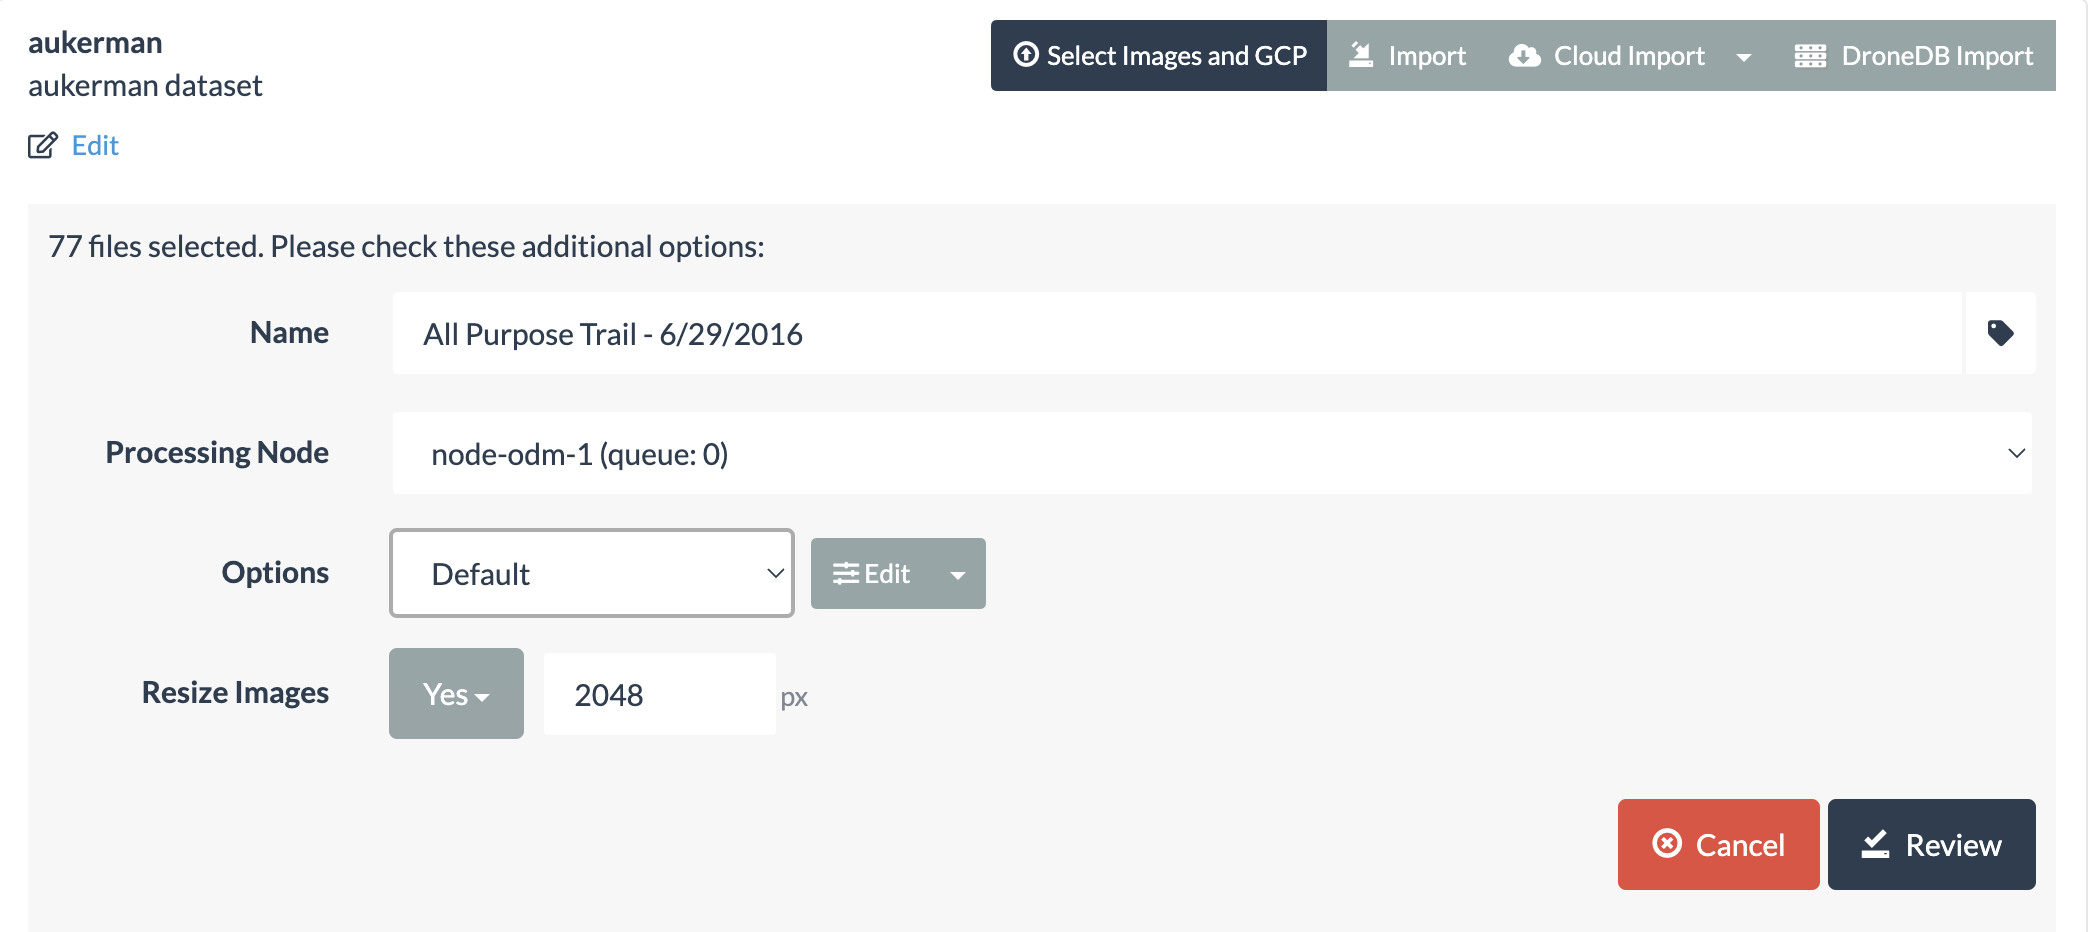 aukerman
aukerman dataset
Edit
Select Images and GCP Import Cloud Import DroneDB Import
77 files selected. Please check these additional options:
Name All Purpose Trail - 6/29/2016
Processing Node node-odm-1 (queue: 0)
Options Default Edit
Resize Images Yes 2048 px
Cancel Review